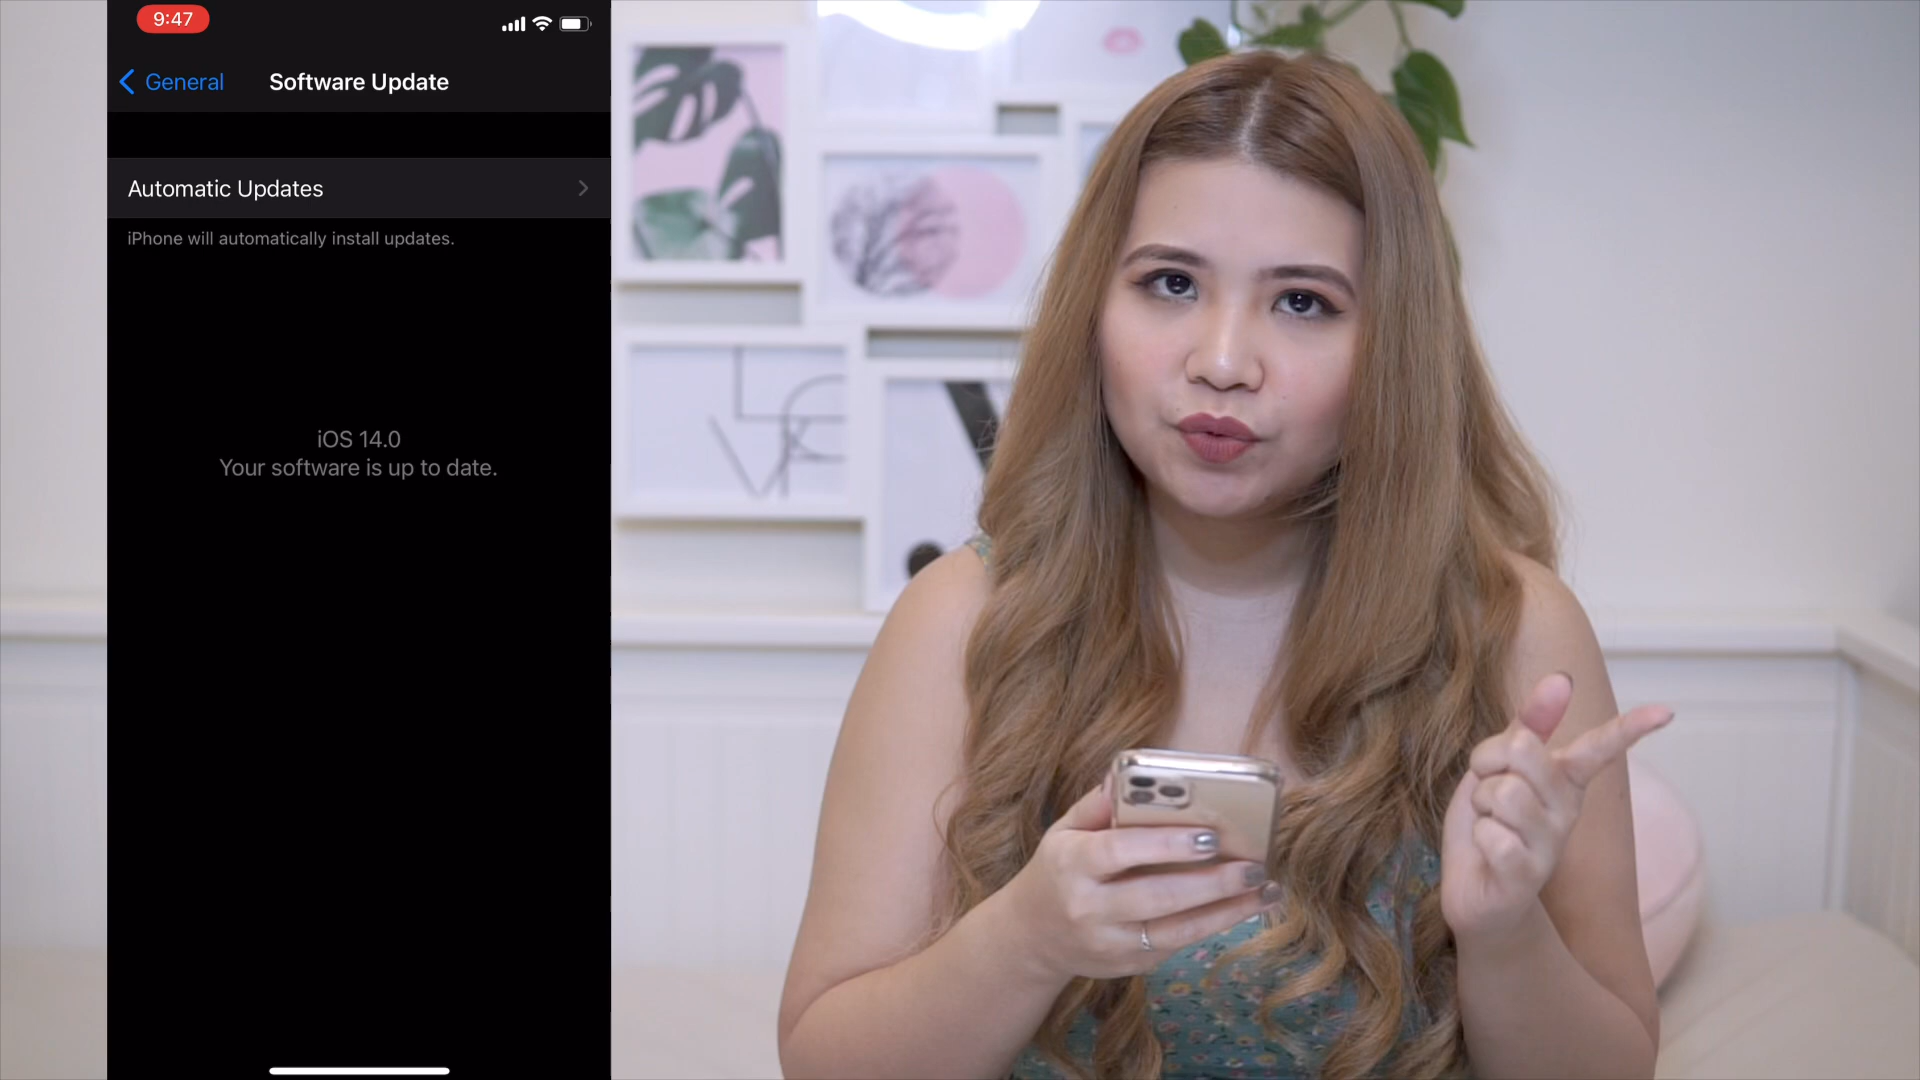 9:47
General
Software Update
Automatic Updates
iPhone will automatically install updates.
iOS 14.0
Your software is up to date.